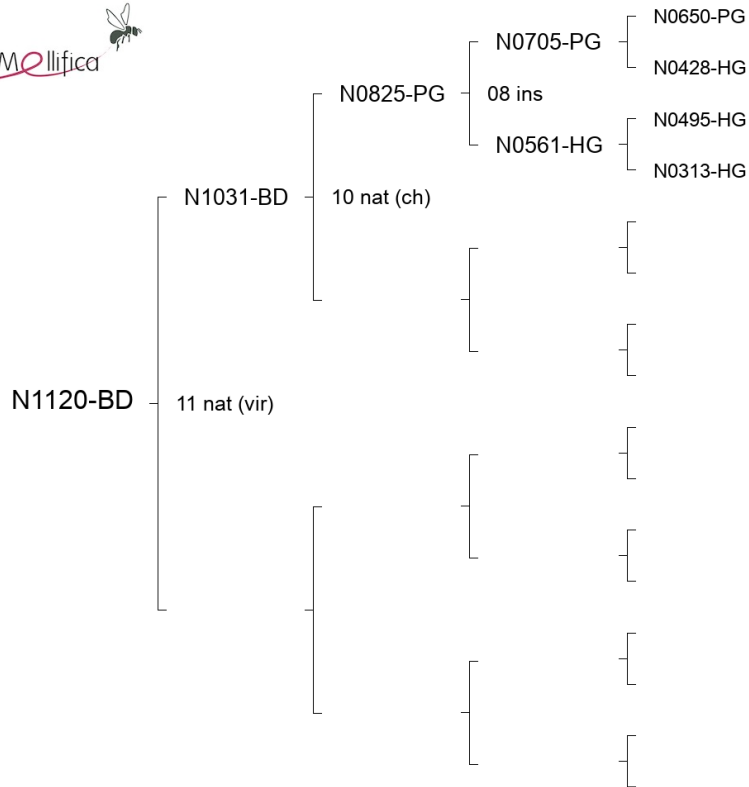 Mellifica
N0650-PG
N0705-PG
N0428-HG
N0825-PG
08 ins
N0495-HG
N0561-HG
N0313-HG
N1031-BD
10 nat (ch)
N1120-BD
11 nat (vir)